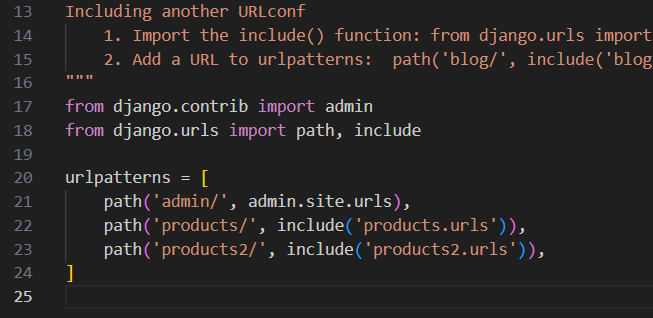 13 Including another URLconf
14     1. Import the include() function: from django.urls import
15     2. Add a URL to urlpatterns:  path('blog/', include('blog
16 """
17 from django.contrib import admin
18 from django.urls import path, include
19
20 urlpatterns = [
21     path('admin/', admin.site.urls),
22     path('products/', include('products.urls')),
23     path('products2/', include('products2.urls')),
24 ]
25